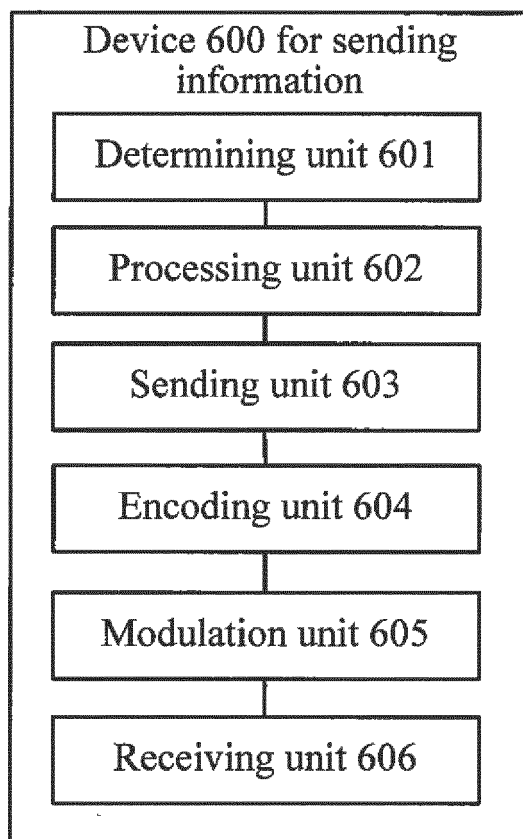 Device 600 for sending
information
Determining unit 601
Processing unit 602
Sending unit 603
Encoding unit 604
Modulation unit 605
Receiving unit 606